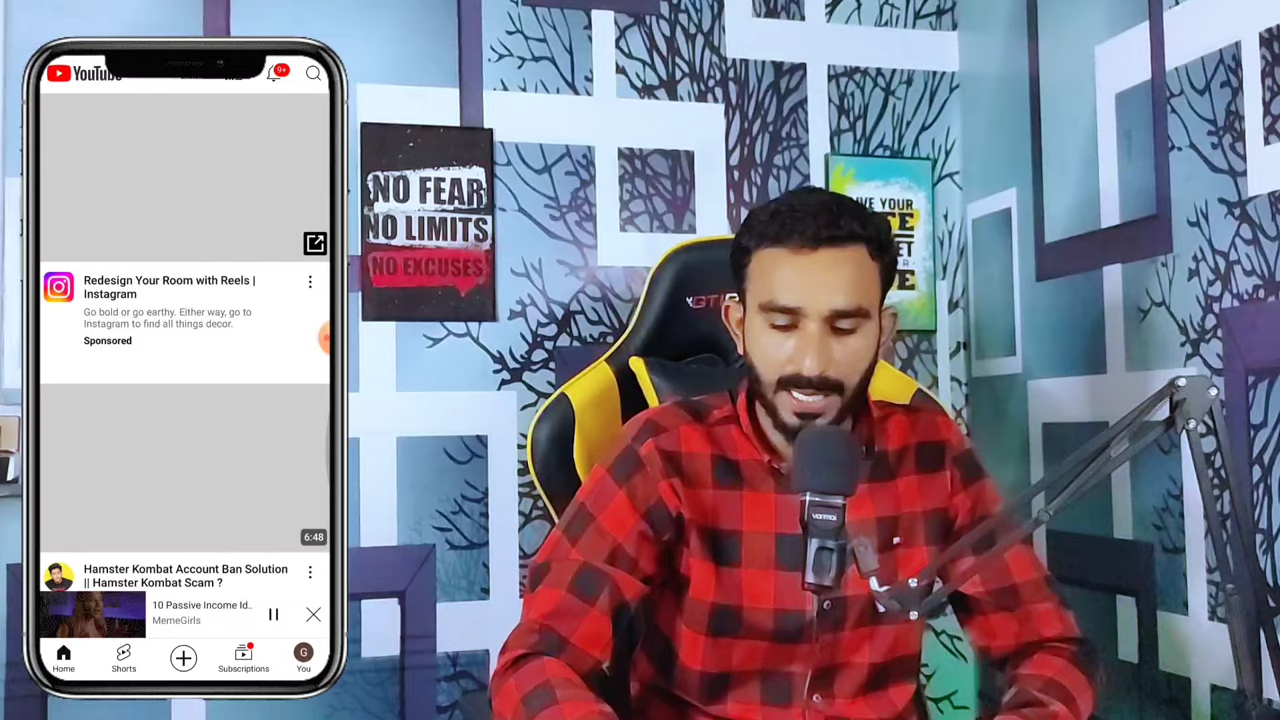 YouTube
9+
Redesign Your Room with Reels |
Instagram
Go bold or go earthy. Either way, go to
Instagram to find all things decor.
Sponsored
6:48
Hamster Kombat Account Ban Solution
|| Hamster Kombat Scam ?
10 Passive Income Id..
MemeGirls
Home
Shorts
Subscriptions
G
You
NO FEAR
NO LIMITS
NO EXCUSES
YOUR